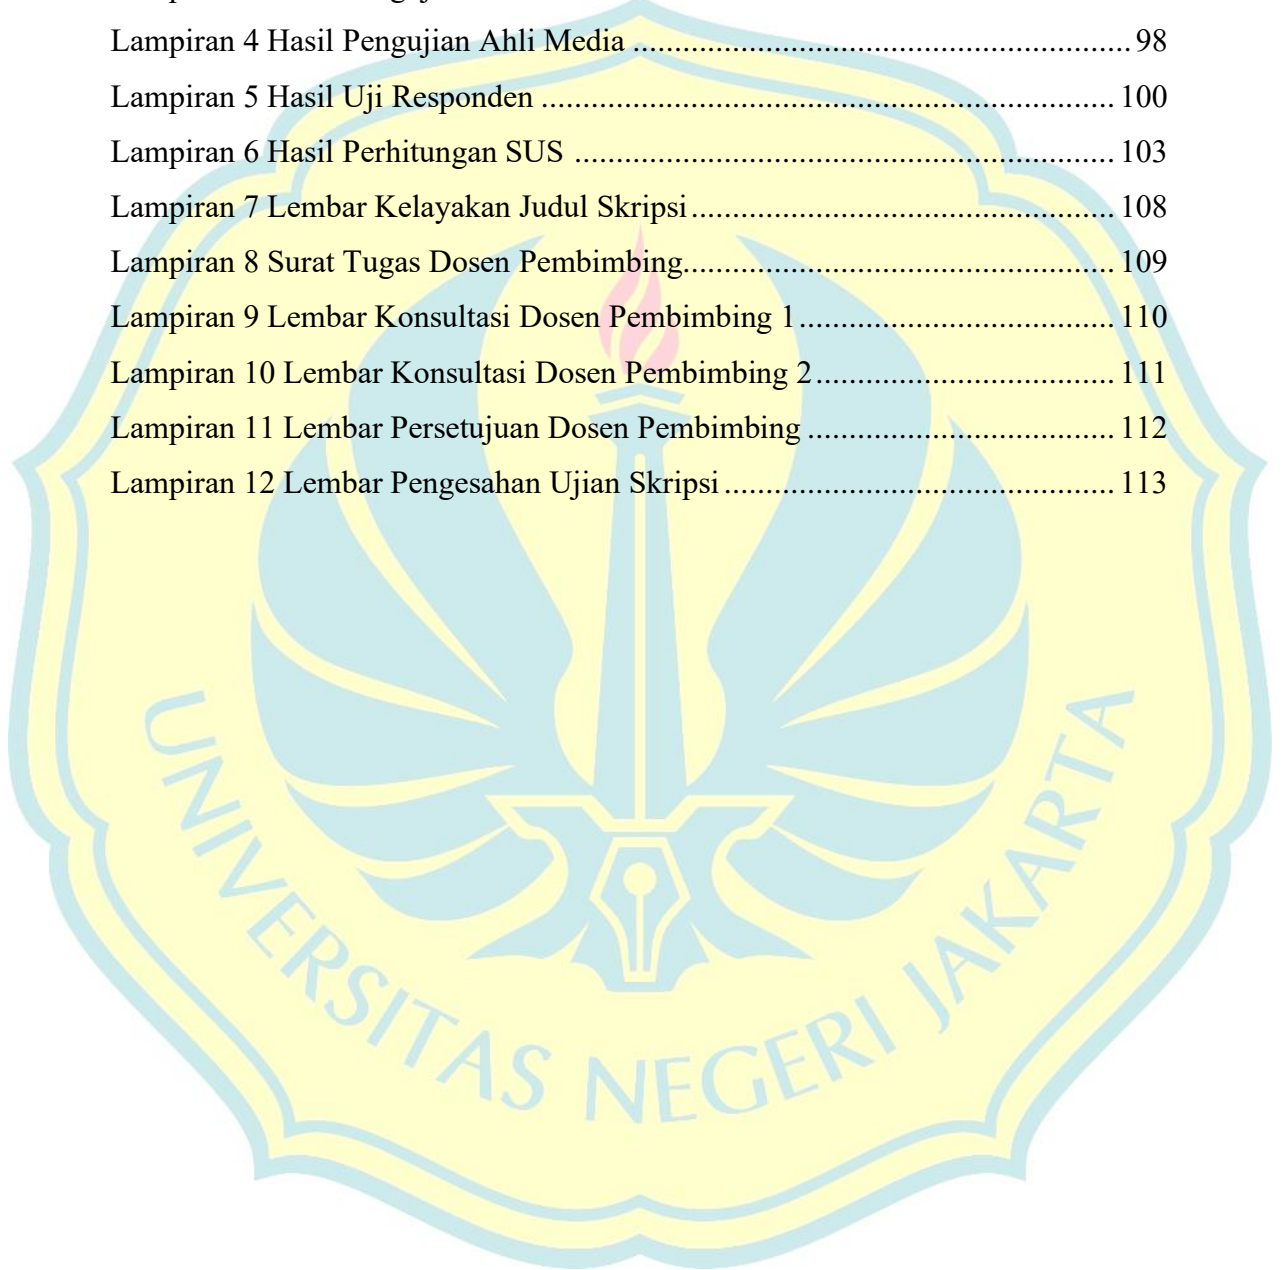 Lampiran 4 Hasil Pengujian Ahli Media ................................................................ 98
Lampiran 5 Hasil Uji Responden .......................................................................... 100
Lampiran 6 Hasil Perhitungan SUS ...................................................................... 103
Lampiran 7 Lembar Kelayakan Judul Skripsi ....................................................... 108
Lampiran 8 Surat Tugas Dosen Pembimbing........................................................ 109
Lampiran 9 Lembar Konsultasi Dosen Pembimbing 1 ......................................... 110
Lampiran 10 Lembar Konsultasi Dosen Pembimbing 2 ....................................... 111
Lampiran 11 Lembar Persetujuan Dosen Pembimbing ........................................ 112
Lampiran 12 Lembar Pengesahan Ujian Skripsi ................................................... 113
UNIVERSITAS NEGERI JAKARTA